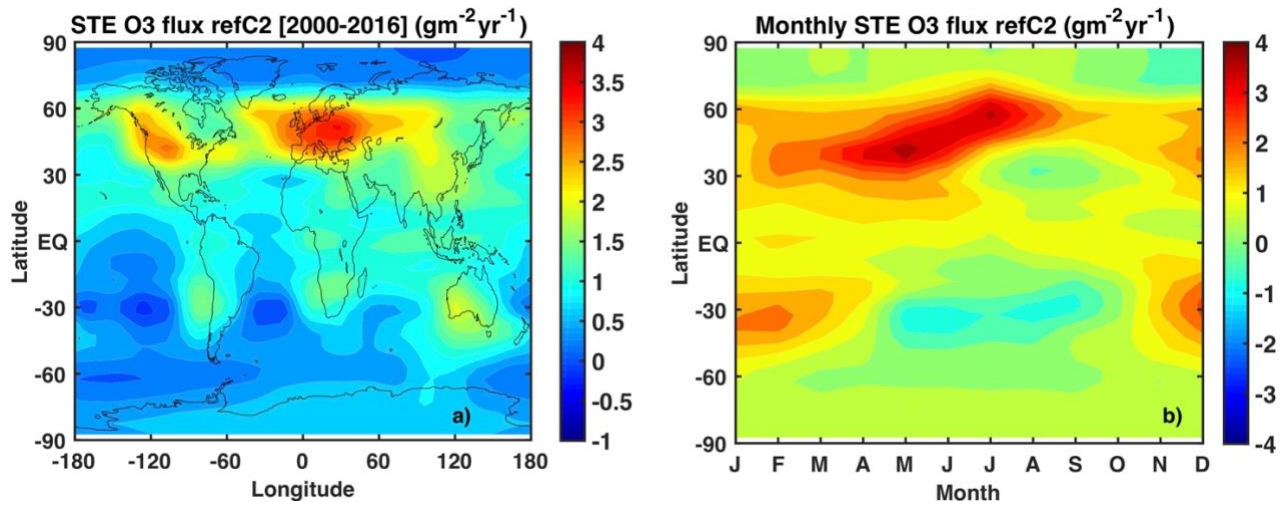 STE O3 flux refC2 [2000-2016] (gm⁻²yr⁻¹)
90
60
30
EQ
-30
-60
-90
Latitude
-180 -120 -60 0 60 120 180
Longitude
a)
4
3.5
3
2.5
2
1.5
1
0.5
0
-0.5
-1
Monthly STE O3 flux refC2 (gm⁻²yr⁻¹)
90
60
30
EQ
-30
-60
-90
Latitude
J F M A M J J A S O N D
Month
b)
4
3
2
1
0
-1
-2
-3
-4